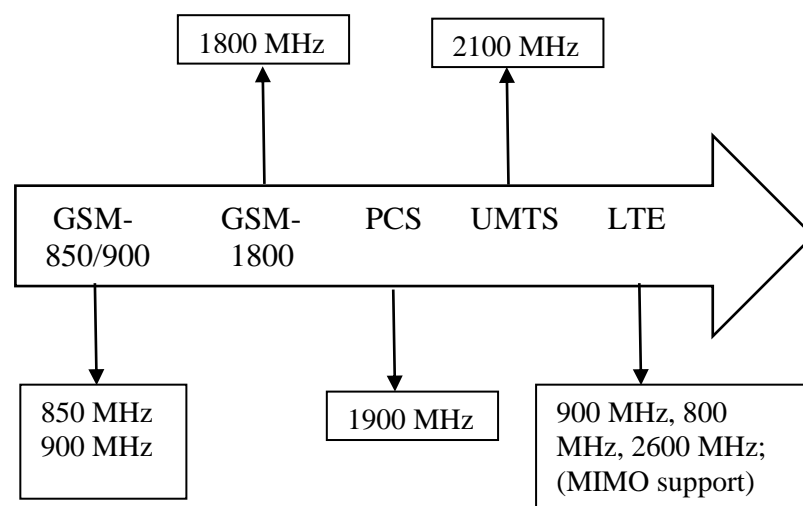 1800 MHz
2100 MHz
GSM-
850/900
GSM-
1800
PCS
UMTS
LTE
850 MHz
900 MHz
1900 MHz
900 MHz, 800
MHz, 2600 MHz;
(MIMO support)